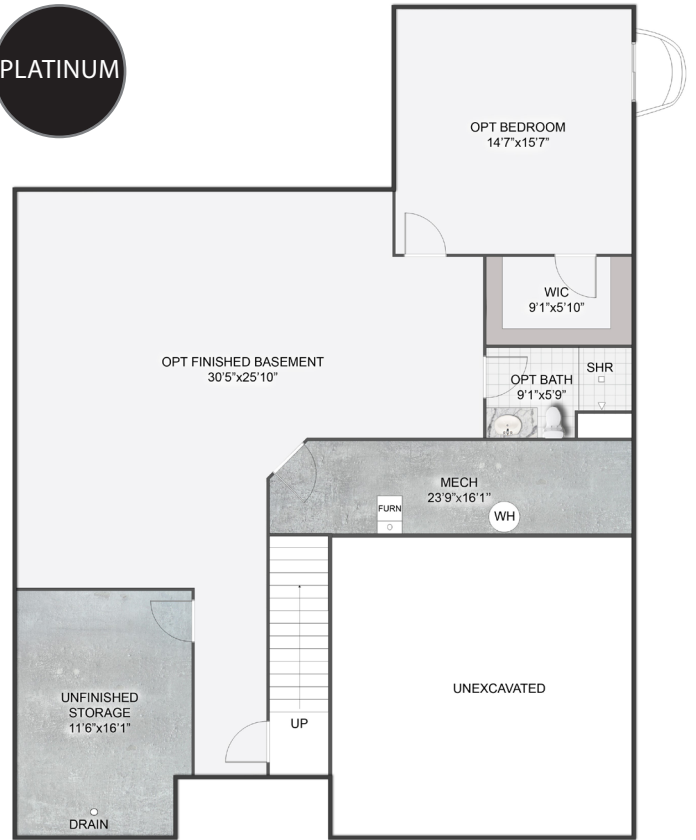 PLATINUM
OPT BEDROOM
14'7"x15'7"
WIC
9'1"x5'10"
OPT FINISHED BASEMENT
30'5"x25'10"
SHR
OPT BATH
9'1"x5'9"
MECH
23'9"x16'1"
FURN
WH
UNEXCAVATED
UNFINISHED
STORAGE
11'6"x16'1"
UP
DRAIN